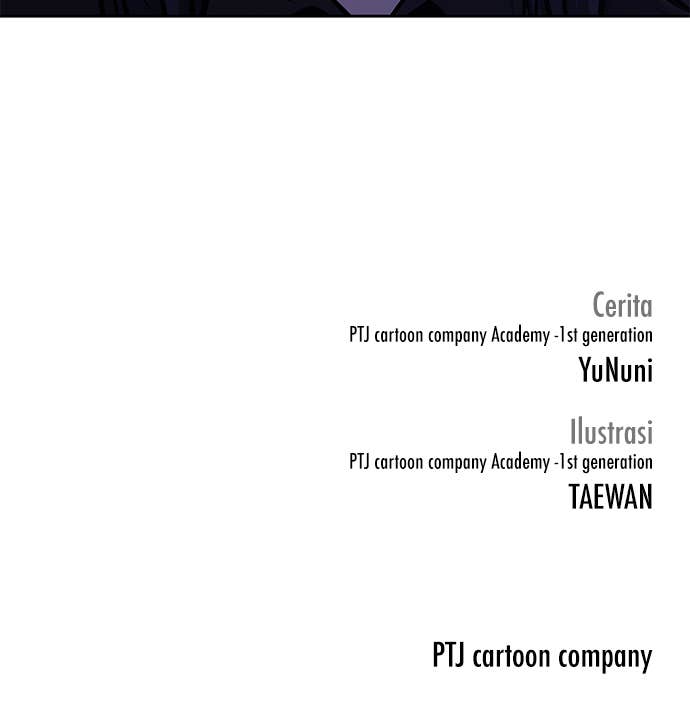 Cerita
PTJ cartoon company Academy -1st generation
YuNuni
Ilustrasi
PTJ cartoon company Academy -1st generation
TAEWAN
PTJ cartoon company